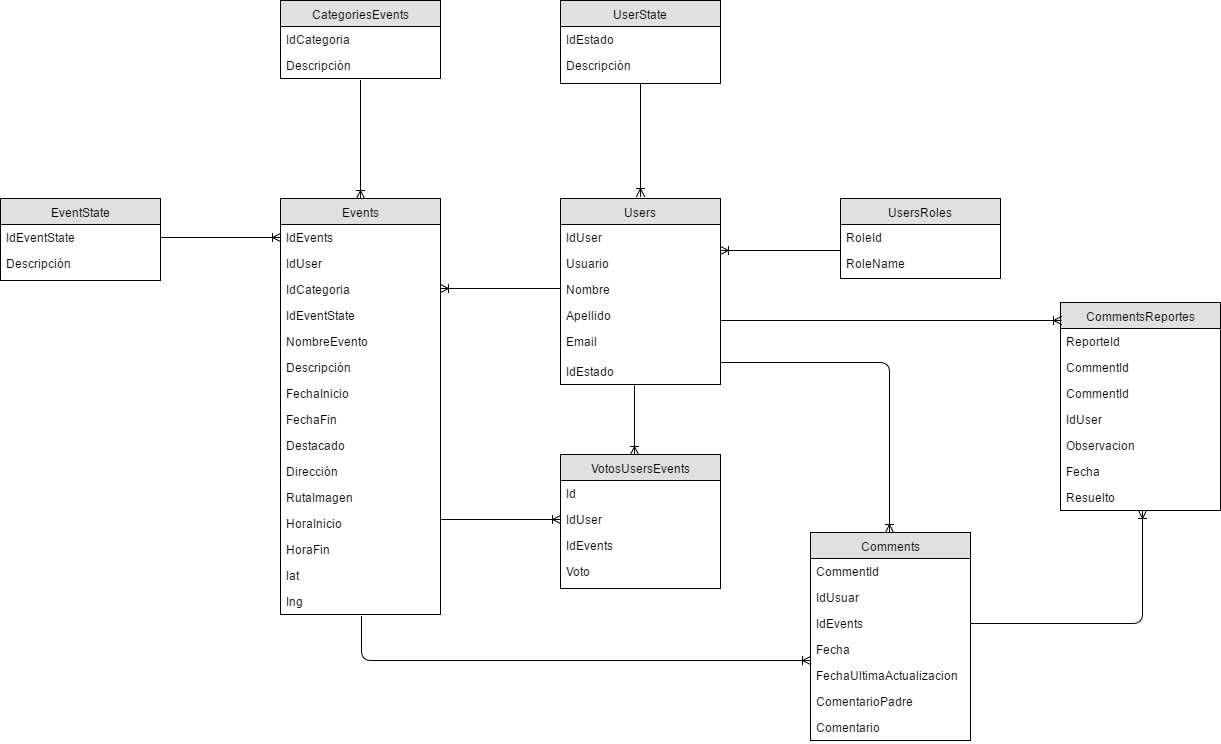 CategoriesEvents
IdCategoria
Descripción
UserState
IdEstado
Descripción
EventState
IdEventState
Descripción
Events
IdEvents
IdUser
IdCategoria
IdEventState
NombreEvento
Descripción
FechaInicio
FechaFin
Destacado
Dirección
RutaImagen
HoraInicio
HoraFin
lat
lng
Users
IdUser
Usuario
Nombre
Apellido
Email
IdEstado
UsersRoles
RoleId
RoleName
CommentsReportes
ReporteId
CommentId
CommentId
IdUser
Observacion
Fecha
Resuelto
VotosUsersEvents
Id
IdUser
IdEvents
Voto
Comments
CommentId
IdUsuar
IdEvents
Fecha
FechaUltimaActualizacion
ComentarioPadre
Comentario